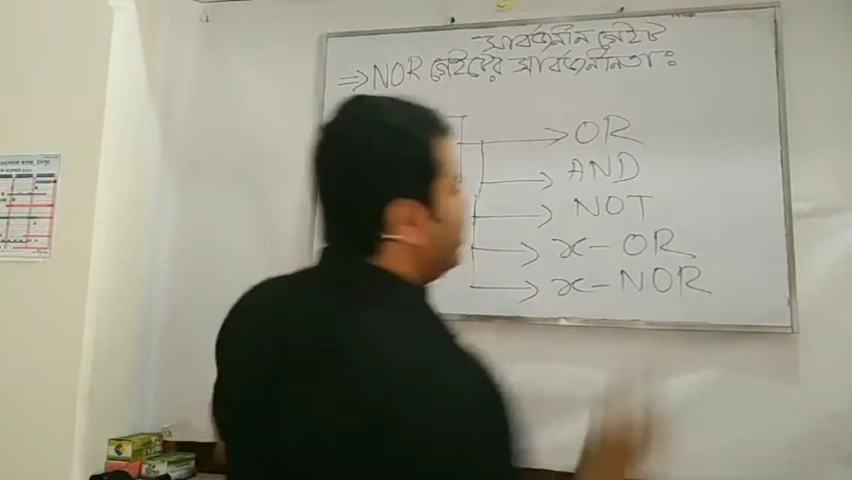 সার্বজনীন গেইট
⇒ NOR গেইটের সার্বজনীনতা :
→ OR
→ AND
→ NOT
→ x- OR
→ x- NOR